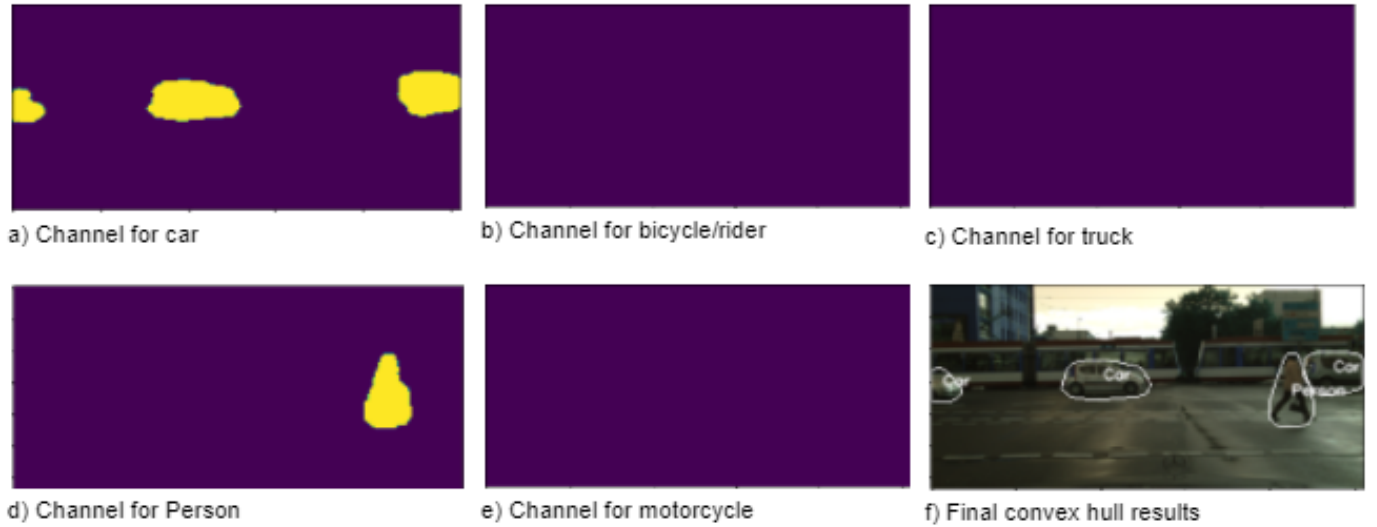 a) Channel for car
b) Channel for bicycle/rider
c) Channel for truck
d) Channel for Person
e) Channel for motorcycle
Car
Car
Car
Person
f) Final convex hull results